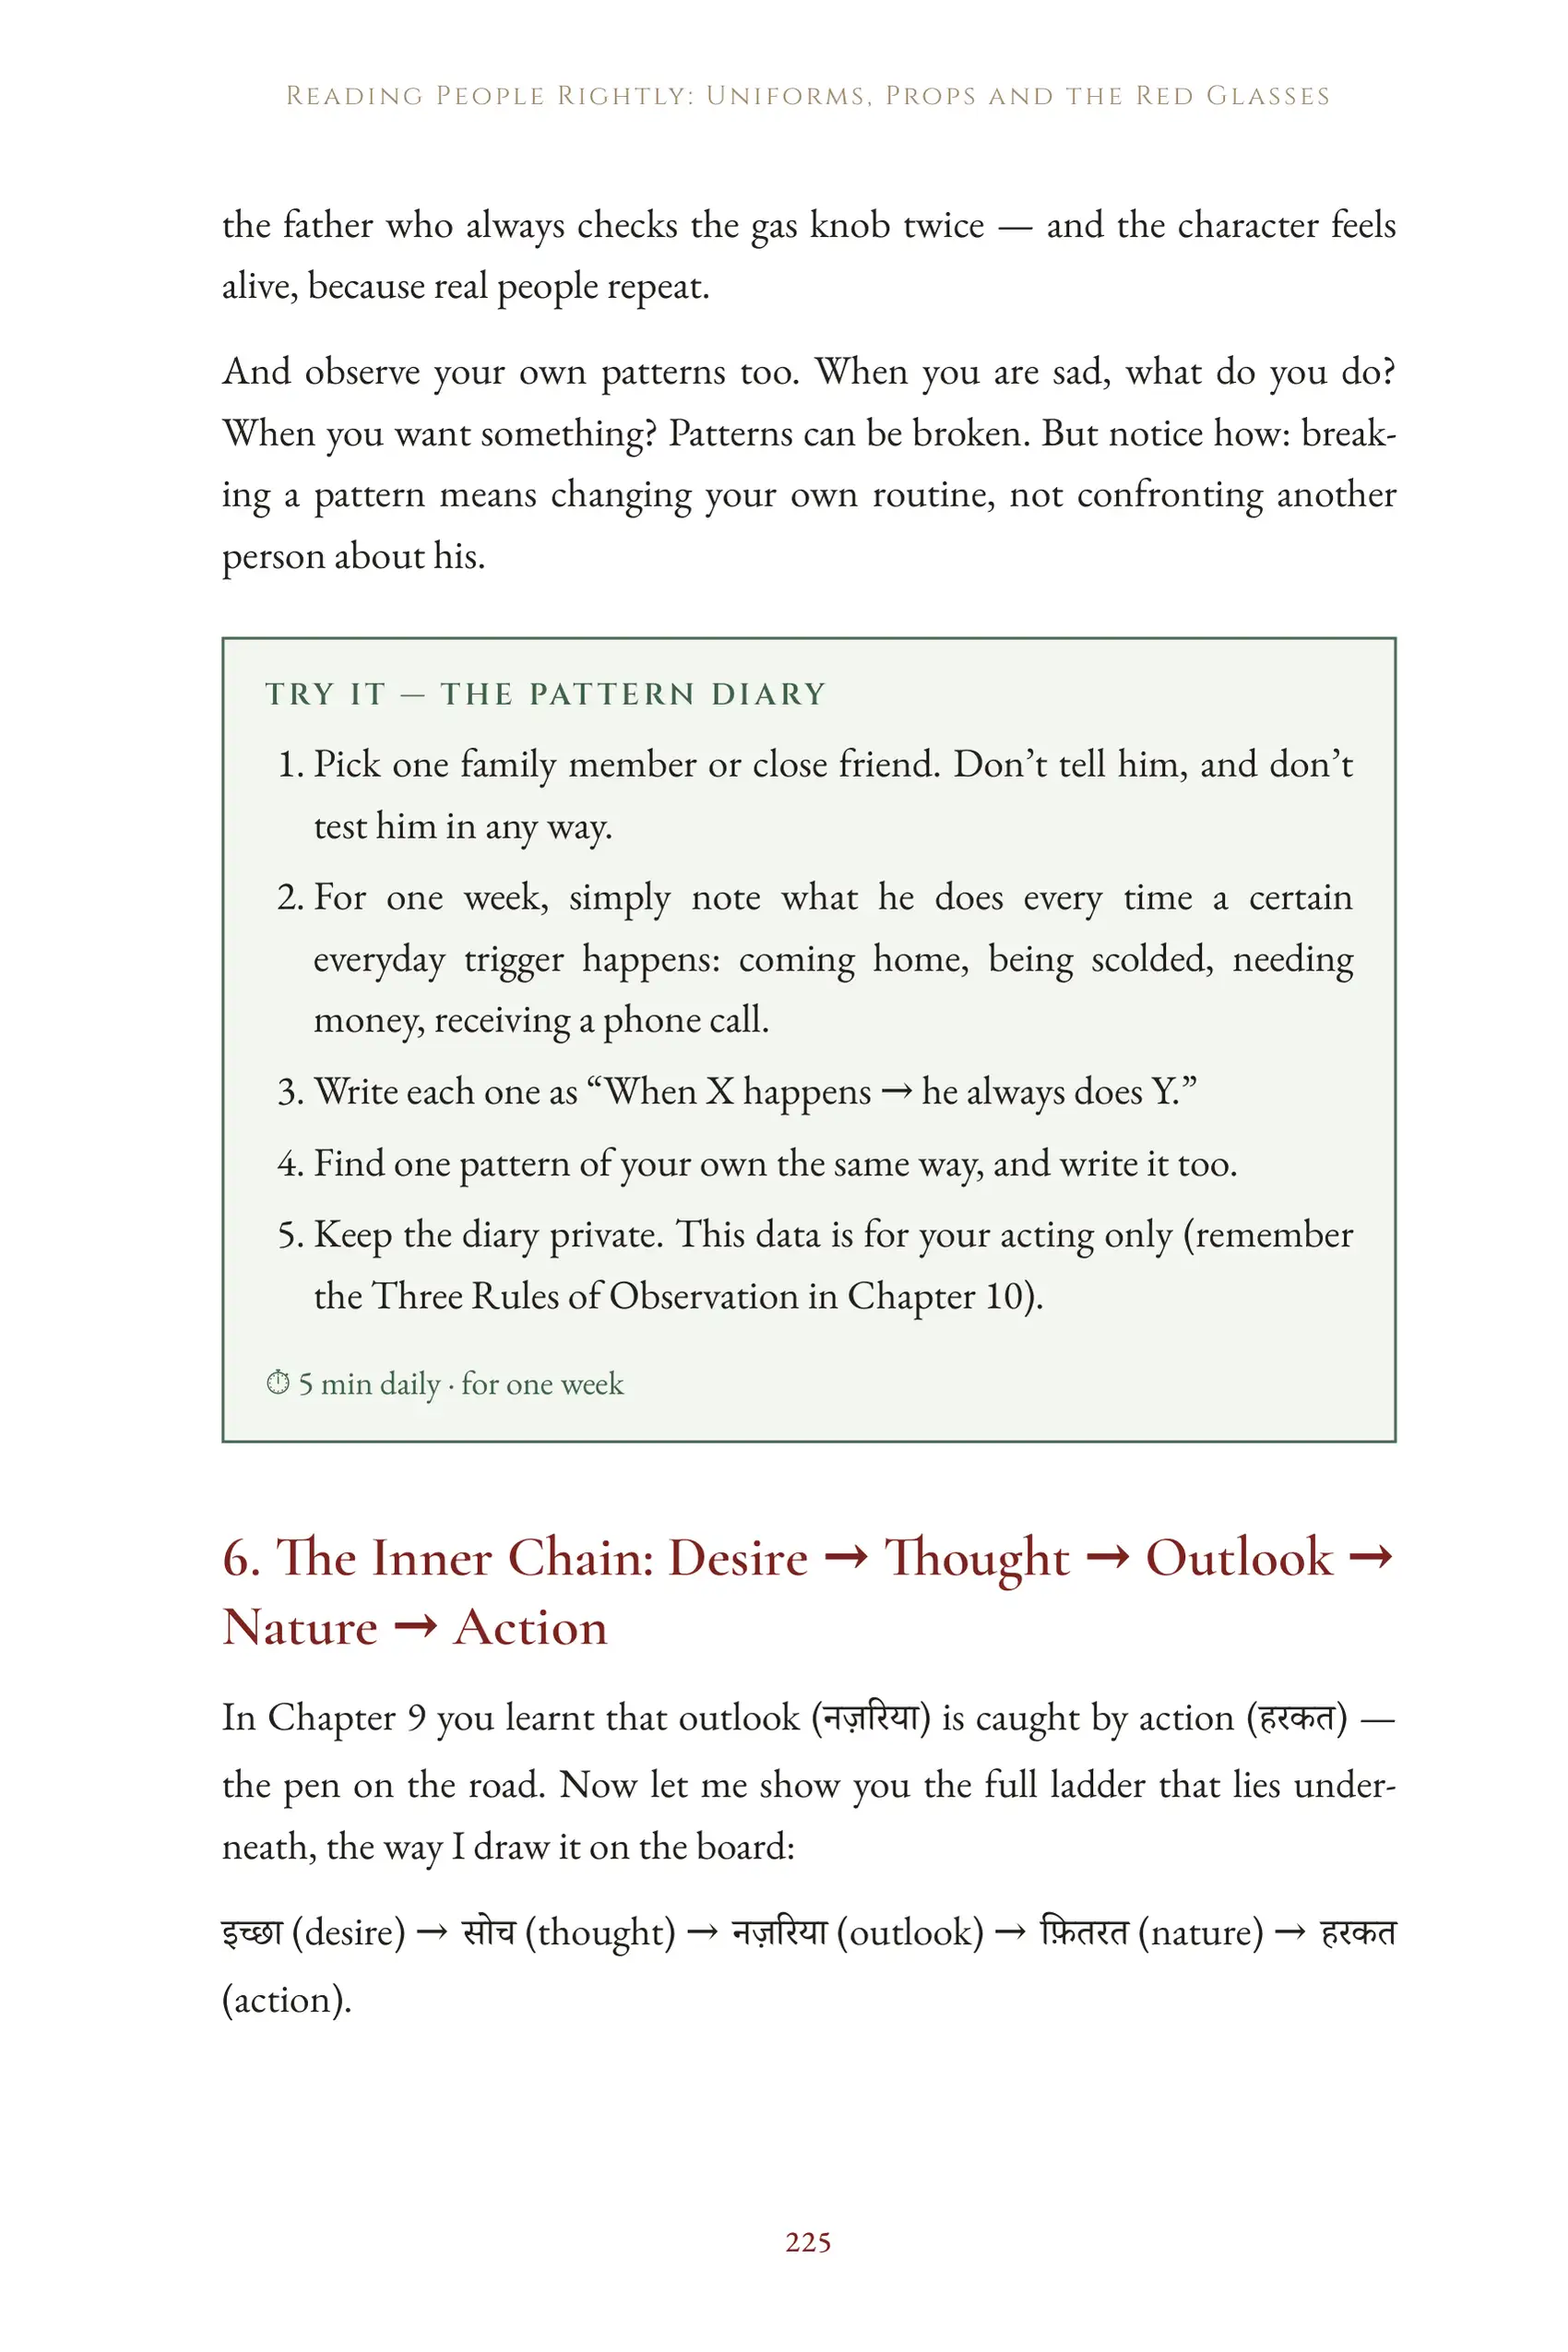 READING PEOPLE RIGHTLY: UNIFORMS, PROPS AND THE RED GLASSES
the father who always checks the gas knob twice — and the character feels
alive, because real people repeat.
And observe your own patterns too. When you are sad, what do you do?
When you want something? Patterns can be broken. But notice how: break-
ing a pattern means changing your own routine, not confronting another
person about his.
TRY IT — THE PATTERN DIARY
1. Pick one family member or close friend. Don’t tell him, and don’t
test him in any way.
2. For one week, simply note what he does every time a certain
everyday trigger happens: coming home, being scolded, needing
money, receiving a phone call.
3. Write each one as “When X happens → he always does Y.”
4. Find one pattern of your own the same way, and write it too.
5. Keep the diary private. This data is for your acting only (remember
the Three Rules of Observation in Chapter 10).
⏱ 5 min daily · for one week
6. The Inner Chain: Desire → Thought → Outlook →
Nature → Action
In Chapter 9 you learnt that outlook (नज़रिया) is caught by action (हरकत) —
the pen on the road. Now let me show you the full ladder that lies under-
neath, the way I draw it on the board:
इच्छा (desire) → सोच (thought) → नज़रिया (outlook) → फ़ितरत (nature) → हरकत
(action).
225